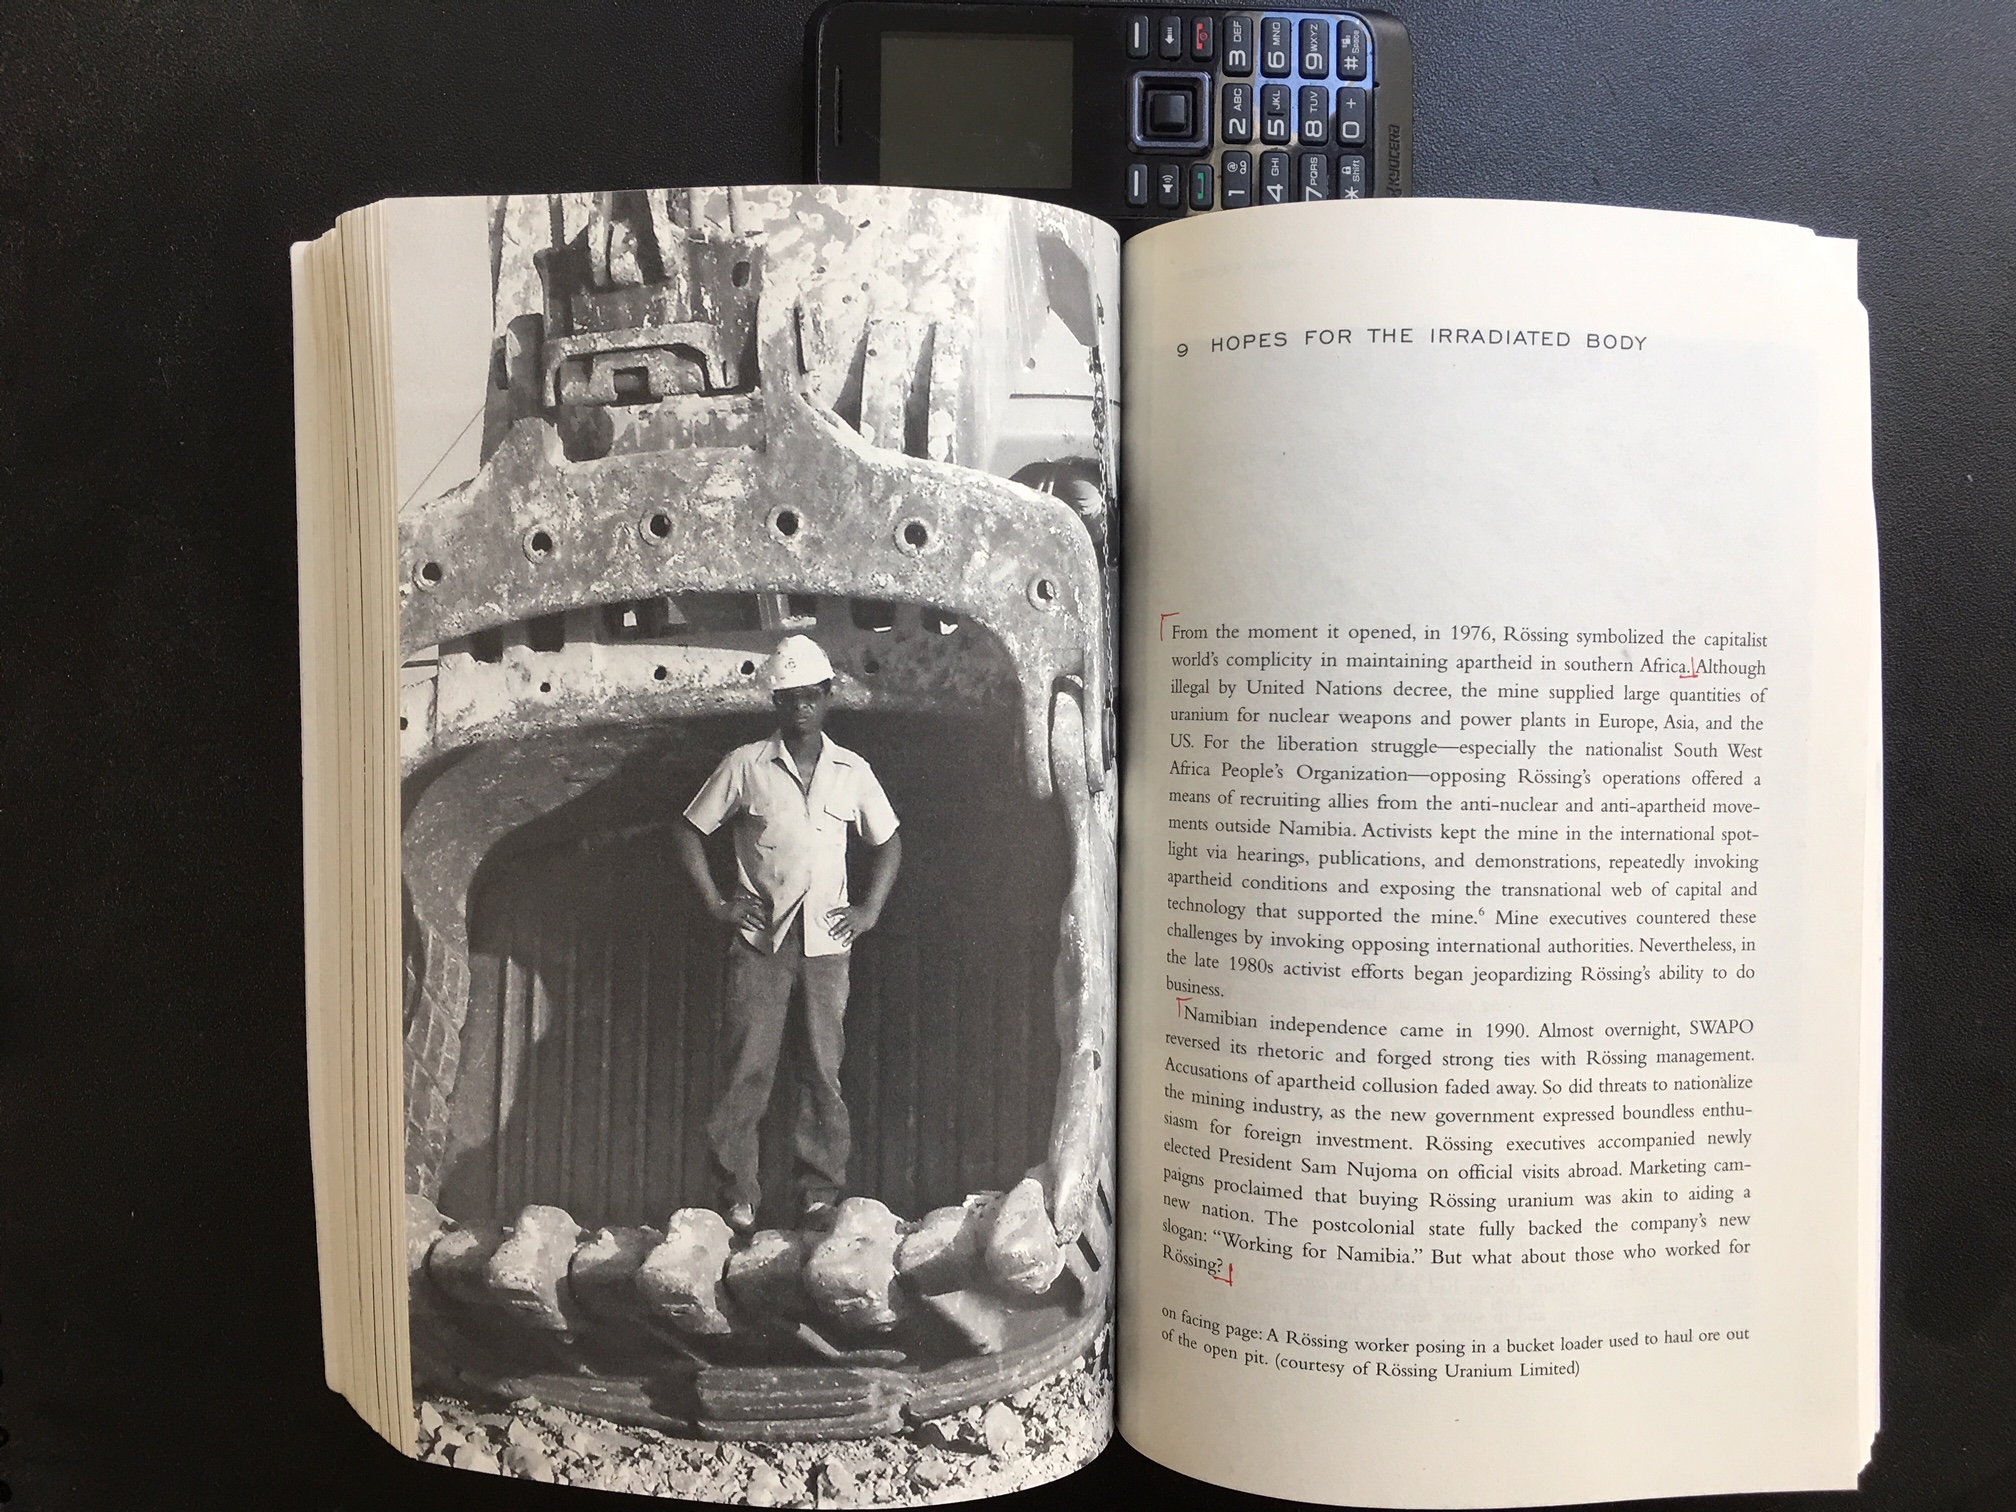 3 DEF
6 MNO
9 WXYZ
# Space
2 ABC
5 JKL
8 TUV
0 +
1 @
4 GHI
7 PQRS
* Shift
KYOCERA
9 HOPES FOR THE IRRADIATED BODY
From the moment it opened, in 1976, Rössing symbolized the capitalist
world's complicity in maintaining apartheid in southern Africa. Although
illegal by United Nations decree, the mine supplied large quantities of
uranium for nuclear weapons and power plants in Europe, Asia, and the
US. For the liberation struggle—especially the nationalist South West
Africa People's Organization—opposing Rössing's operations offered a
means of recruiting allies from the anti-nuclear and anti-apartheid move-
ments outside Namibia. Activists kept the mine in the international spot-
light via hearings, publications, and demonstrations, repeatedly invoking
apartheid conditions and exposing the transnational web of capital and
technology that supported the mine.⁶ Mine executives countered these
challenges by invoking opposing international authorities. Nevertheless, in
the late 1980s activist efforts began jeopardizing Rössing's ability to do
business.
Namibian independence came in 1990. Almost overnight, SWAPO
reversed its rhetoric and forged strong ties with Rössing management.
Accusations of apartheid collusion faded away. So did threats to nationalize
the mining industry, as the new government expressed boundless enthu-
siasm for foreign investment. Rössing executives accompanied newly
elected President Sam Nujoma on official visits abroad. Marketing cam-
paigns proclaimed that buying Rössing uranium was akin to aiding a
new nation. The postcolonial state fully backed the company's new
slogan: "Working for Namibia." But what about those who worked for
Rössing?
on facing page: A Rössing worker posing in a bucket loader used to haul ore out
of the open pit. (courtesy of Rössing Uranium Limited)